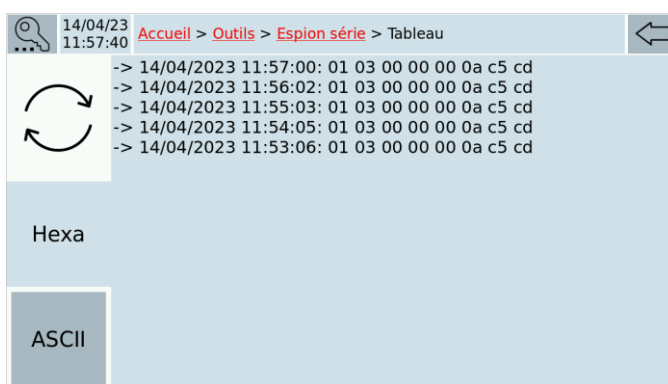 14/04/23
11:57:40
Accueil > Outils > Espion série > Tableau
-> 14/04/2023 11:57:00: 01 03 00 00 00 0a c5 cd
-> 14/04/2023 11:56:02: 01 03 00 00 00 0a c5 cd
-> 14/04/2023 11:55:03: 01 03 00 00 00 0a c5 cd
-> 14/04/2023 11:54:05: 01 03 00 00 00 0a c5 cd
-> 14/04/2023 11:53:06: 01 03 00 00 00 0a c5 cd
Hexa
ASCII